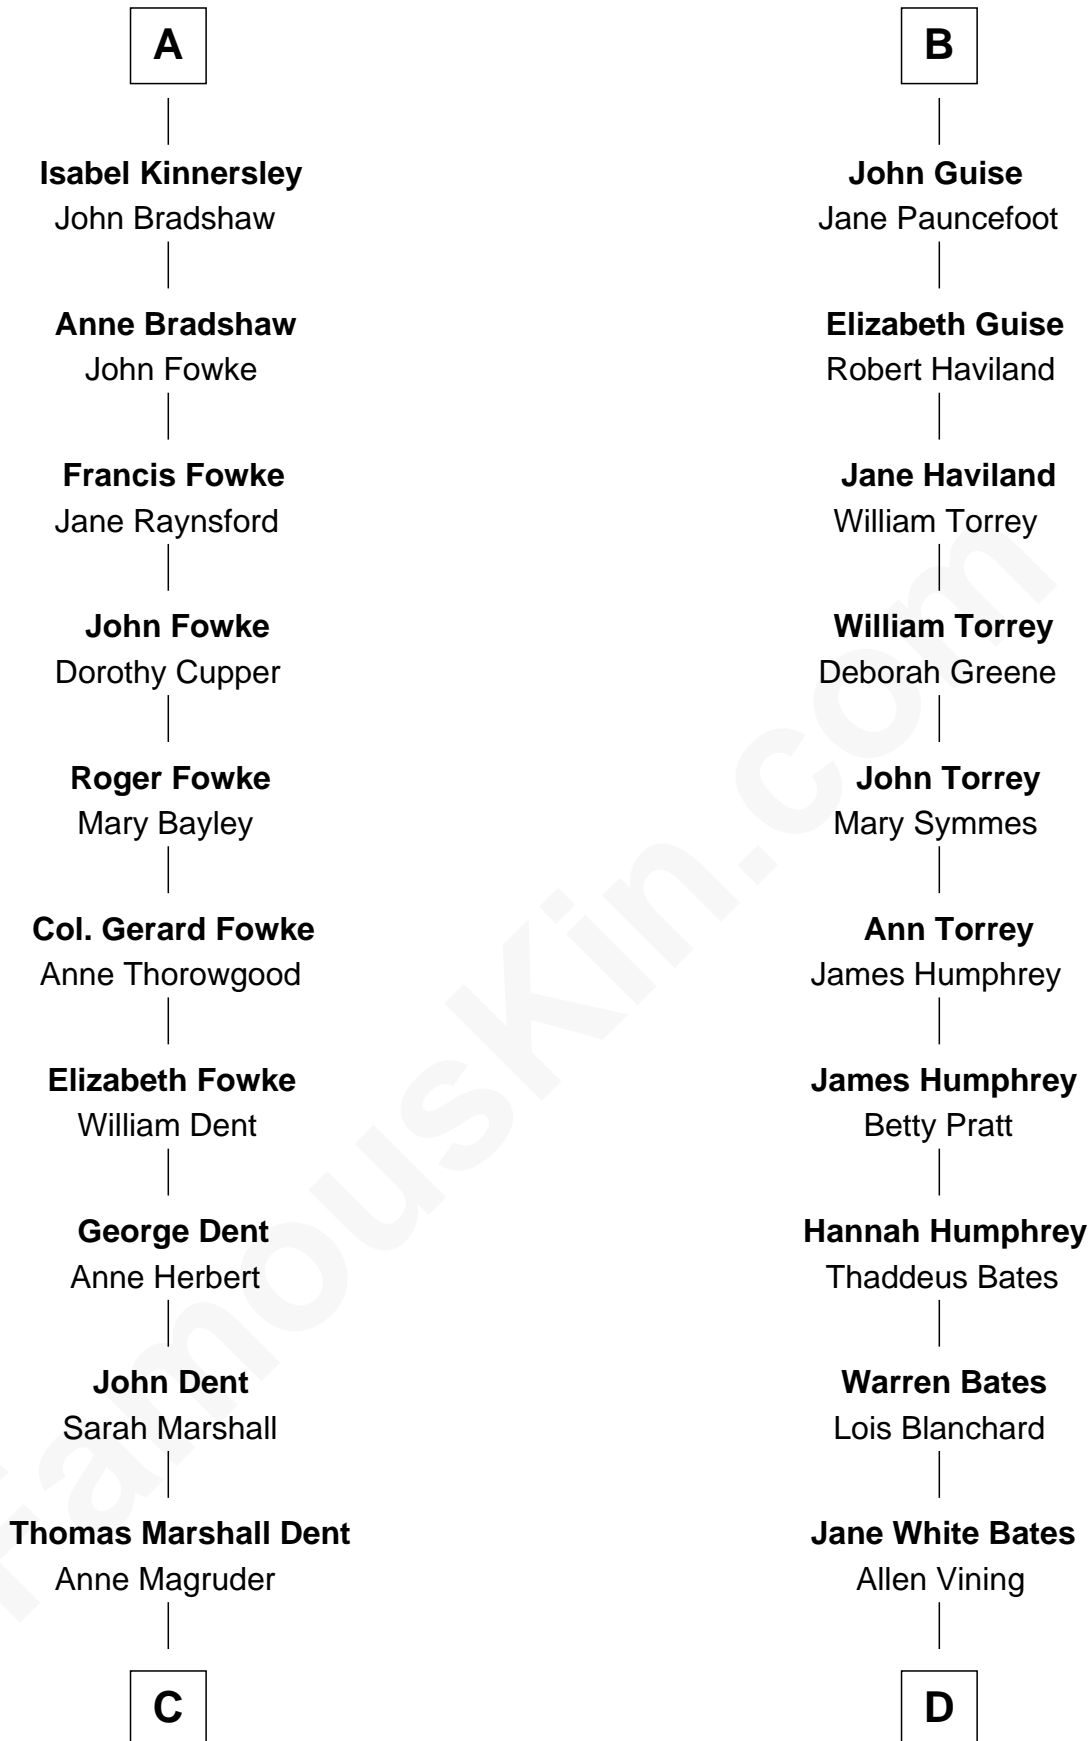 A
Isabel Kinnersley
John Bradshaw
Anne Bradshaw
John Fowke
Francis Fowke
Jane Raynsford
John Fowke
Dorothy Cupper
Roger Fowke
Mary Bayley
Col. Gerard Fowke
Anne Thorowgood
Elizabeth Fowke
William Dent
George Dent
Anne Herbert
John Dent
Sarah Marshall
Thomas Marshall Dent
Anne Magruder
C
B
John Guise
Jane Pauncefoot
Elizabeth Guise
Robert Haviland
Jane Haviland
William Torrey
William Torrey
Deborah Greene
John Torrey
Mary Symmes
Ann Torrey
James Humphrey
James Humphrey
Betty Pratt
Hannah Humphrey
Thaddeus Bates
Warren Bates
Lois Blanchard
Jane White Bates
Allen Vining
D
FamousKin.com